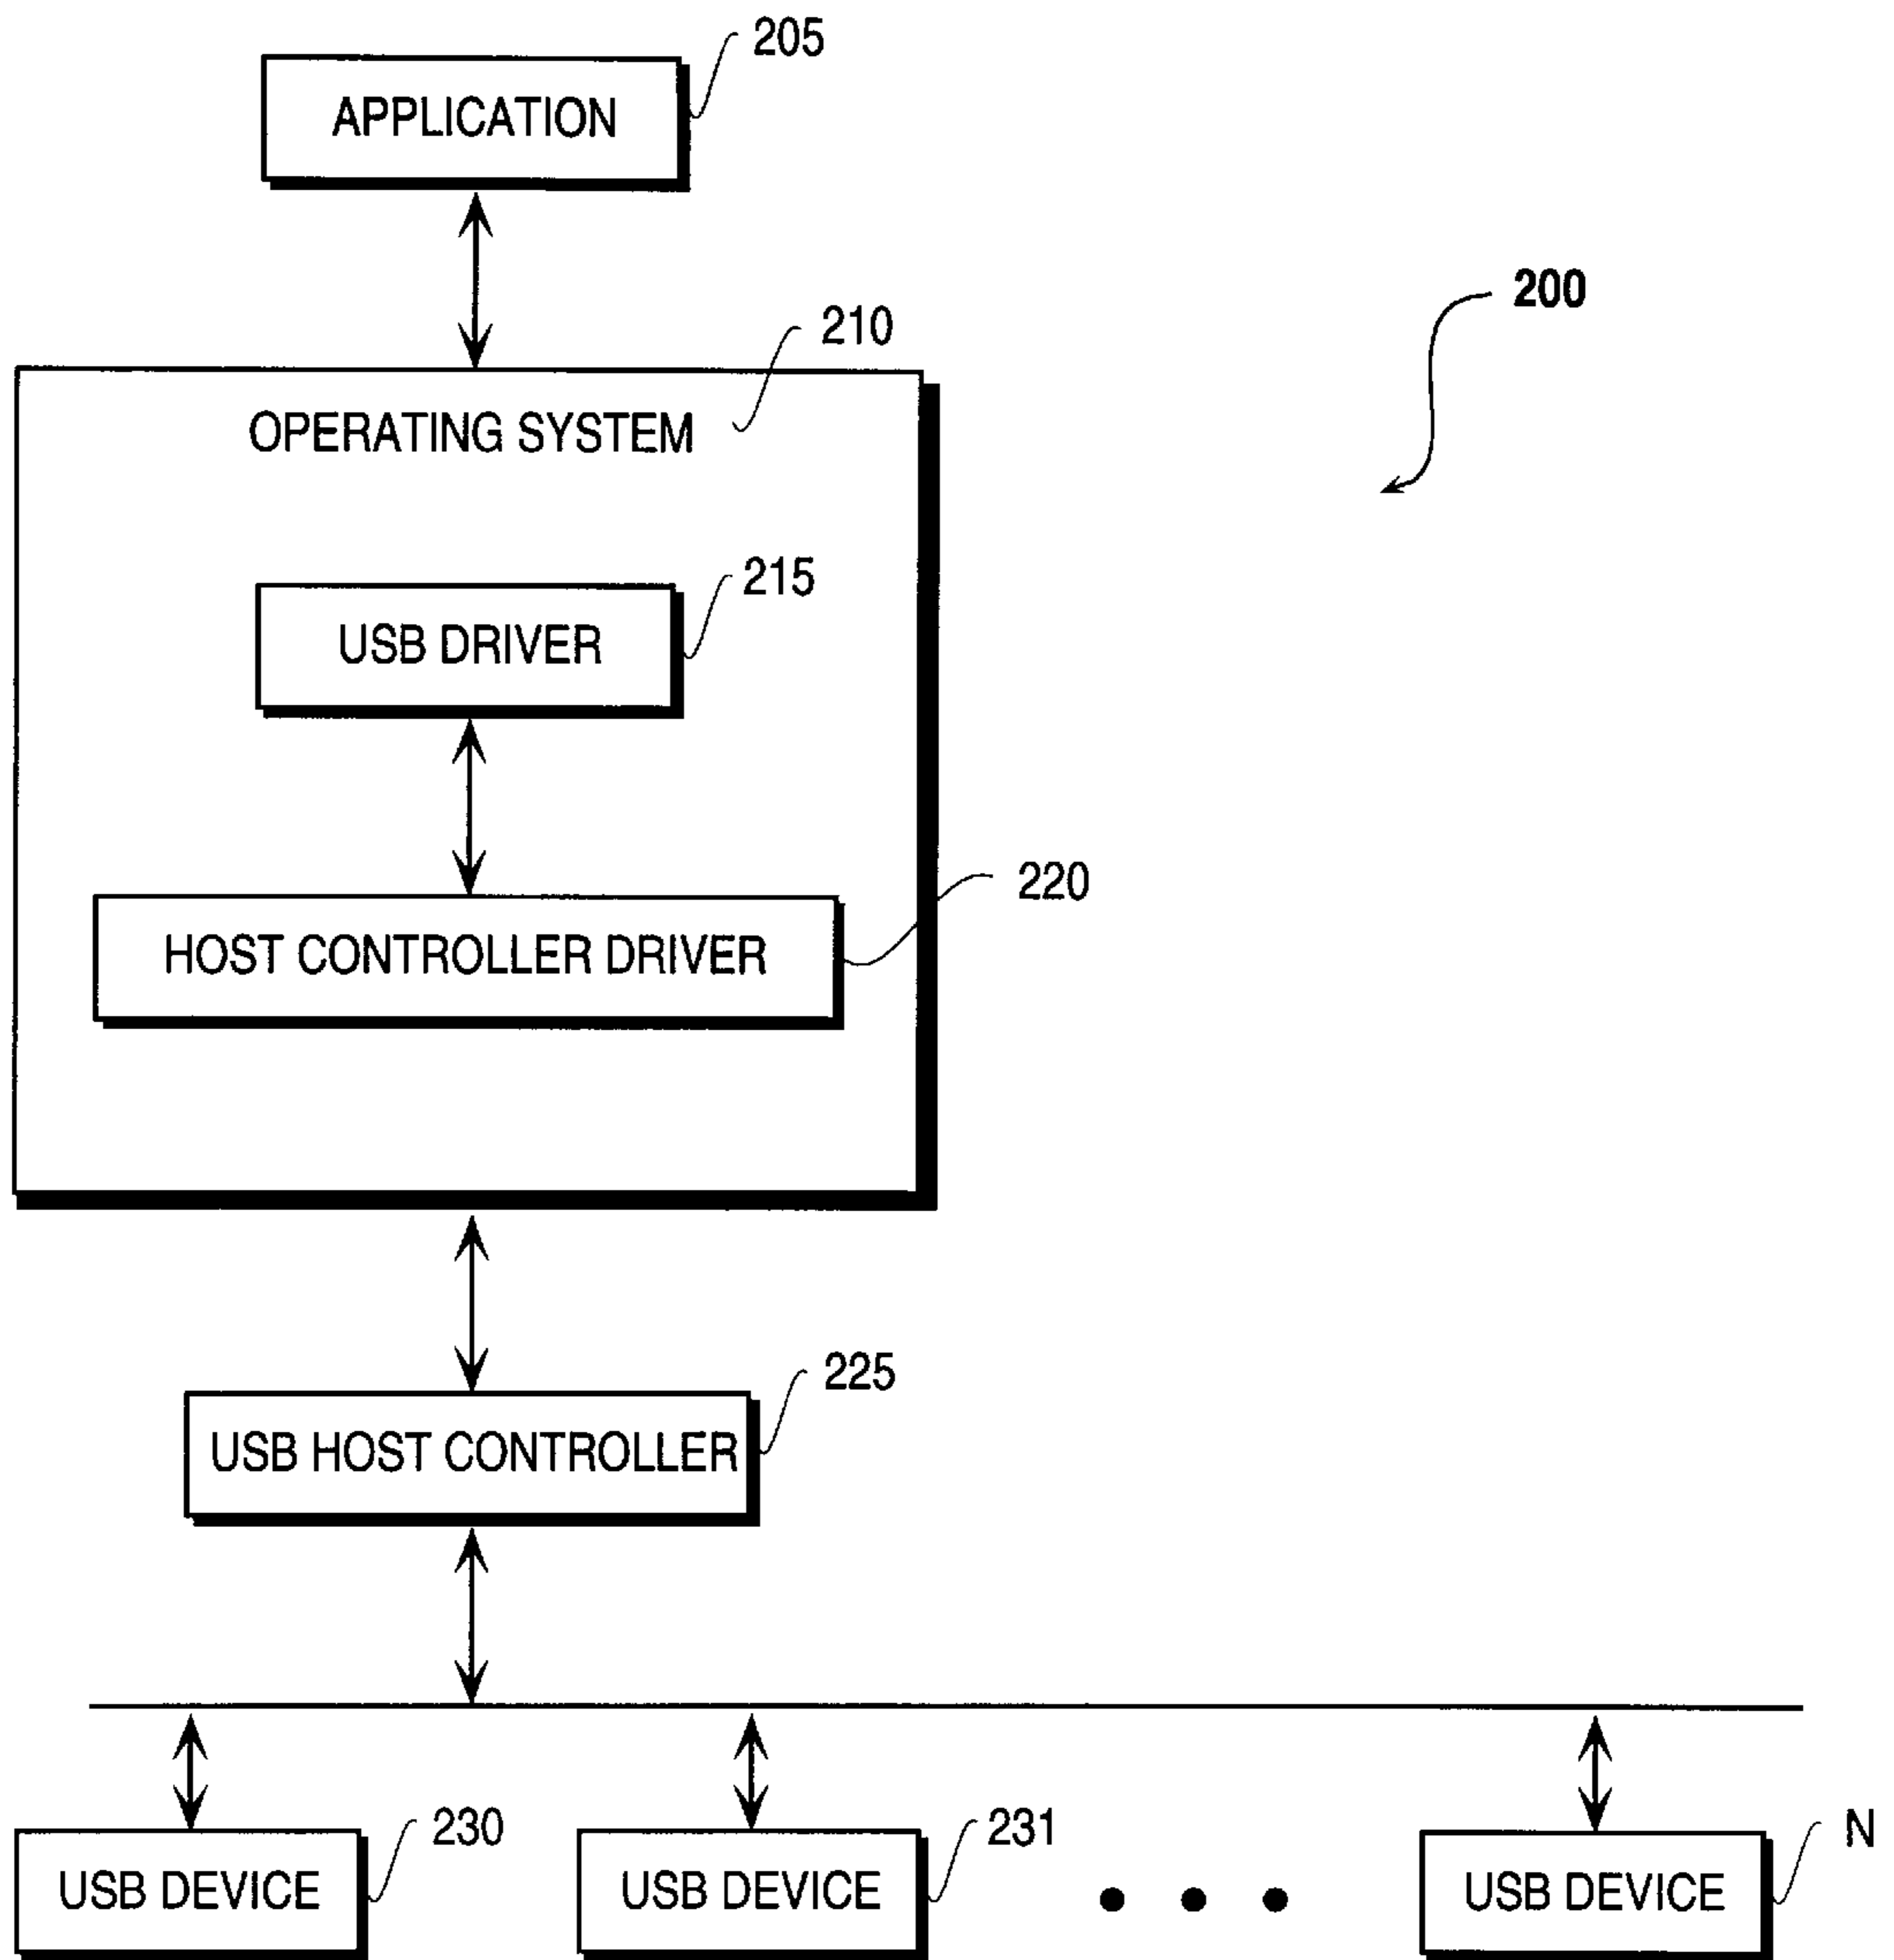 205
APPLICATION
200
210
OPERATING SYSTEM
215
USB DRIVER
220
HOST CONTROLLER DRIVER
225
USB HOST CONTROLLER
230
231
N
USB DEVICE
USB DEVICE
USB DEVICE